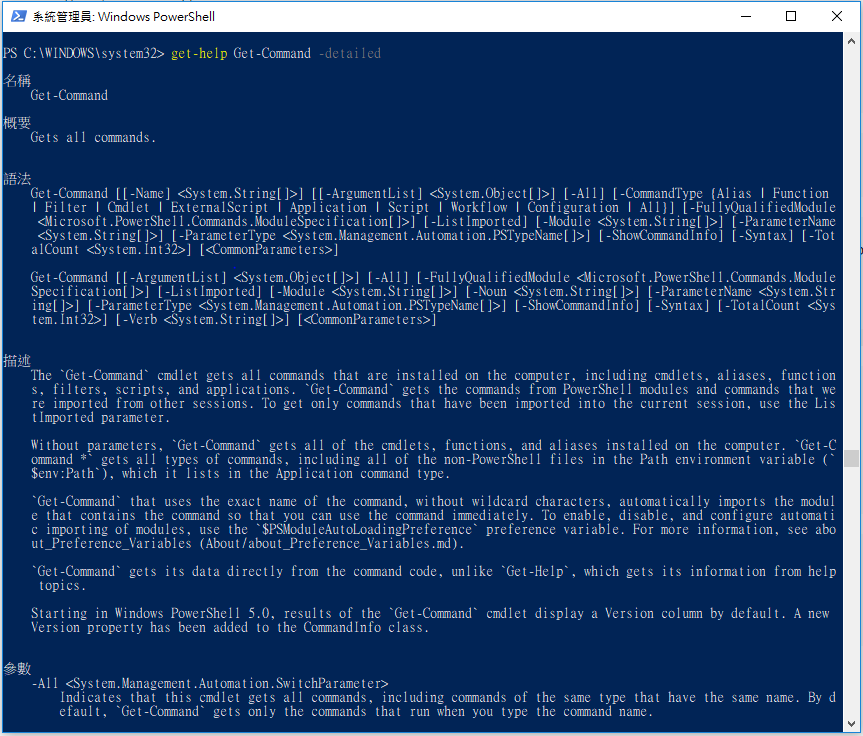 系統管理員: Windows PowerShell
PS C:\WINDOWS\system32> get-help Get-Command -detailed
名稱
Get-Command
概要
Gets all commands.
語法
Get-Command [[-Name] <System.String[]>] [[-ArgumentList] <System.Object[]>] [-All] [-CommandType {Alias | Function
| Filter | Cmdlet | ExternalScript | Application | Script | Workflow | Configuration | All}] [-FullyQualifiedModule
<Microsoft.PowerShell.Commands.ModuleSpecification[]>] [-ListImported] [-Module <System.String[]>] [-ParameterName
<System.String[]>] [-ParameterType <System.Management.Automation.PSTypeName[]>] [-ShowCommandInfo] [-Syntax] [-Tot
alCount <System.Int32>] [<CommonParameters>]
Get-Command [[-ArgumentList] <System.Object[]>] [-All] [-FullyQualifiedModule <Microsoft.PowerShell.Commands.Module
Specification[]>] [-ListImported] [-Module <System.String[]>] [-Noun <System.String[]>] [-ParameterName <System.Str
ing[]>] [-ParameterType <System.Management.Automation.PSTypeName[]>] [-ShowCommandInfo] [-Syntax] [-TotalCount <Sys
tem.Int32>] [-Verb <System.String[]>] [<CommonParameters>]
描述
The `Get-Command` cmdlet gets all commands that are installed on the computer, including cmdlets, aliases, function
s, filters, scripts, and applications. `Get-Command` gets the commands from PowerShell modules and commands that we
re imported from other sessions. To get only commands that have been imported into the current session, use the Lis
tImported parameter.
Without parameters, `Get-Command` gets all of the cmdlets, functions, and aliases installed on the computer. `Get-C
ommand *` gets all types of commands, including all of the non-PowerShell files in the Path environment variable (`
$env:Path`), which it lists in the Application command type.
`Get-Command` that uses the exact name of the command, without wildcard characters, automatically imports the modul
e that contains the command so that you can use the command immediately. To enable, disable, and configure automati
c importing of modules, use the `$PSModuleAutoLoadingPreference` preference variable. For more information, see abo
ut_Preference_Variables (About/about_Preference_Variables.md).
`Get-Command` gets its data directly from the command code, unlike `Get-Help`, which gets its information from help
topics.
Starting in Windows PowerShell 5.0, results of the `Get-Command` cmdlet display a Version column by default. A new
Version property has been added to the CommandInfo class.
參數
-All <System.Management.Automation.SwitchParameter>
Indicates that this cmdlet gets all commands, including commands of the same type that have the same name. By d
efault, `Get-Command` gets only the commands that run when you type the command name.